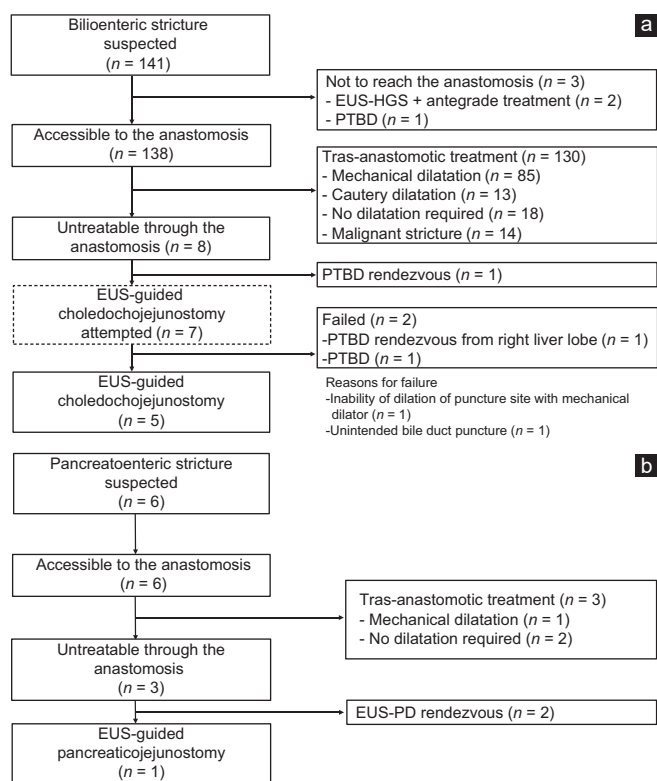 a
Bilioenteric stricture
suspected
(n = 141)
Not to reach the anastomosis (n = 3)
- EUS-HGS + antegrade treatment (n = 2)
- PTBD (n = 1)
Accessible to the anastomosis
(n = 138)
Tras-anastomotic treatment (n = 130)
- Mechanical dilatation (n = 85)
- Cautery dilatation (n = 13)
- No dilatation required (n = 18)
- Malignant stricture (n = 14)
Untreatable through the
anastomosis (n = 8)
PTBD rendezvous (n = 1)
EUS-guided
choledochojejunostomy
attempted (n = 7)
Failed (n = 2)
-PTBD rendezvous from right liver lobe (n = 1)
-PTBD (n = 1)
EUS-guided
choledochojejunostomy
(n = 5)
Reasons for failure
-Inability of dilation of puncture site with mechanical
dilator (n = 1)
-Unintended bile duct puncture (n = 1)
b
Pancreatoenteric stricture
suspected
(n = 6)
Accessible to the anastomosis
(n = 6)
Tras-anastomotic treatment (n = 3)
- Mechanical dilatation (n = 1)
- No dilatation required (n = 2)
Untreatable through the
anastomosis
(n = 3)
EUS-PD rendezvous (n = 2)
EUS-guided
pancreaticojejunostomy
(n = 1)